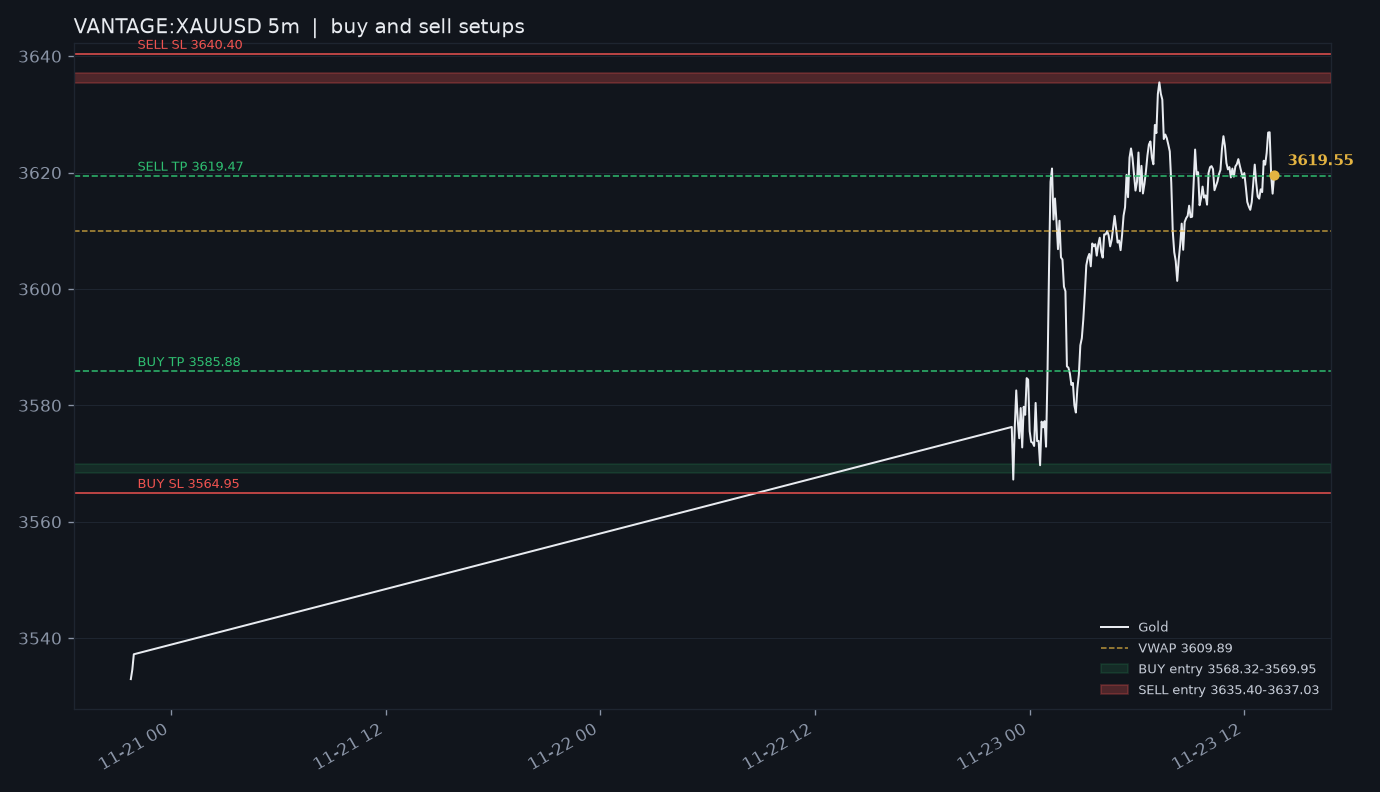 VANTAGE:XAUUSD 5m | buy and sell setups
SELL SL 3640.40
3640
SELL TP 3619.47
3619.55
3620
3600
BUY TP 3585.88
3580
BUY SL 3564.95
3560
3540
Gold
VWAP 3609.89
BUY entry 3568.32-3569.95
SELL entry 3635.40-3637.03
11-21 00
11-21 12
11-22 00
11-22 12
11-23 00
11-23 12